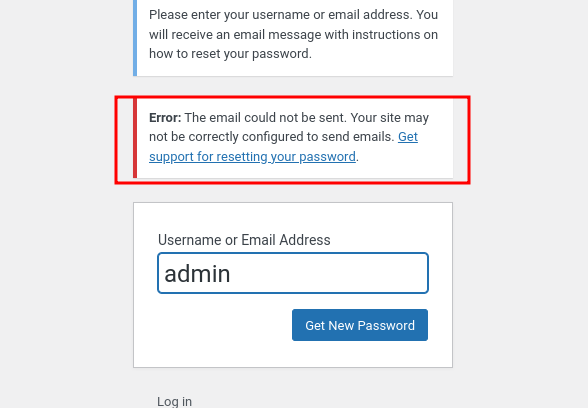 Please enter your username or email address. You
will receive an email message with instructions on
how to reset your password.
Error: The email could not be sent. Your site may
not be correctly configured to send emails. Get
support for resetting your password.
Username or Email Address
admin
Get New Password
Log in